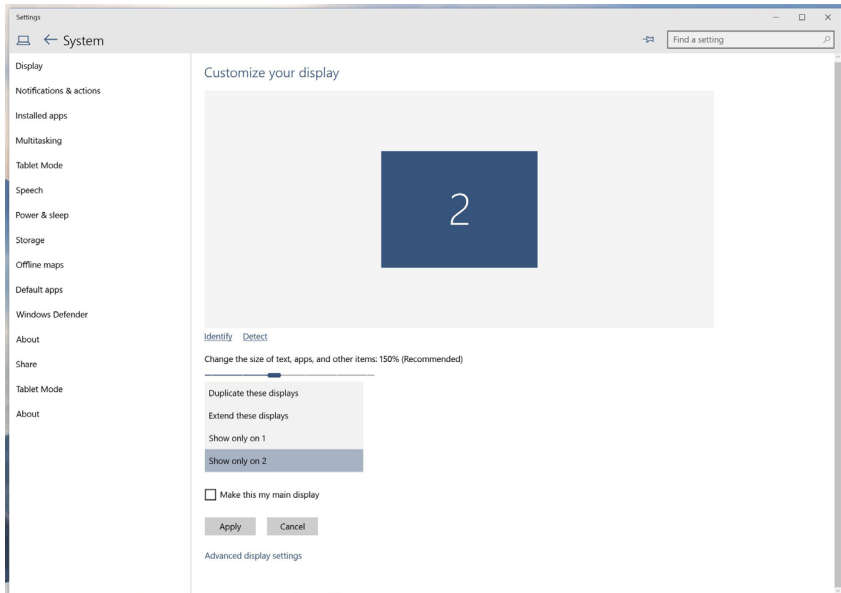 Settings
System
Find a setting
Display
Notifications & actions
Installed apps
Multitasking
Tablet Mode
Speech
Power & sleep
Storage
Offline maps
Default apps
Windows Defender
About
Share
Tablet Mode
About
Customize your display
2
Identify Detect
Change the size of text, apps, and other items: 150% (Recommended)
Duplicate these displays
Extend these displays
Show only on 1
Show only on 2
Make this my main display
Apply Cancel
Advanced display settings